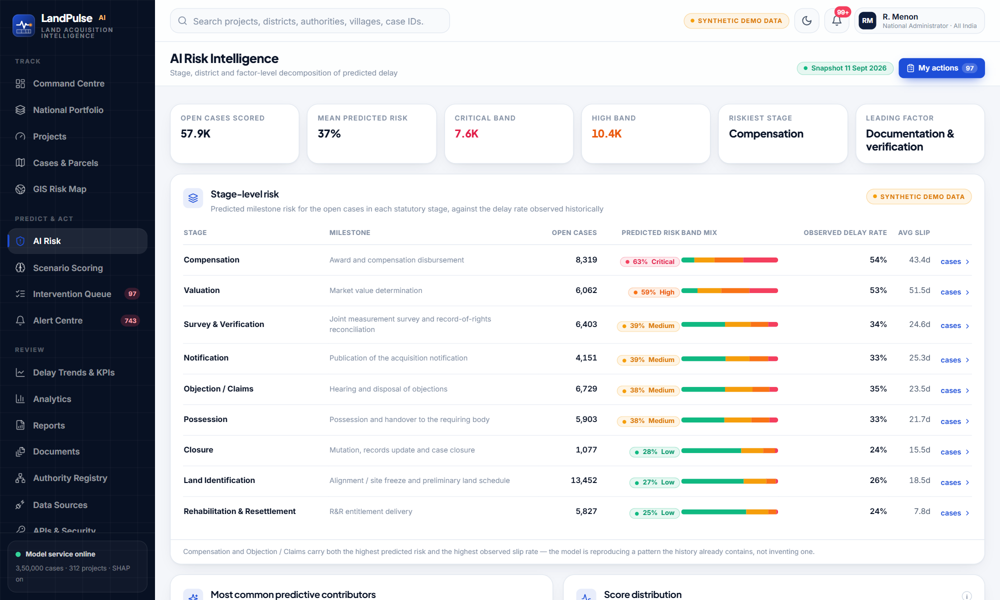 LandPulse AI
LAND ACQUISITION
INTELLIGENCE
TRACK
Command Centre
National Portfolio
Projects
Cases & Parcels
GIS Risk Map
PREDICT & ACT
AI Risk
Scenario Scoring
Intervention Queue 97
Alert Centre 743
REVIEW
Delay Trends & KPIs
Analytics
Reports
Documents
Authority Registry
Data Sources
APIs & Security
Model service online
3,50,000 cases · 312 projects · SHAP
on
Search projects, districts, authorities, villages, case IDs..
SYNTHETIC DEMO DATA
99+
RM
R. Menon
National Administrator · All India
AI Risk Intelligence
Stage, district and factor-level decomposition of predicted delay
Snapshot 11 Sept 2026
My actions 97
OPEN CASES SCORED
57.9K
MEAN PREDICTED RISK
37%
CRITICAL BAND
7.6K
HIGH BAND
10.4K
RISKIEST STAGE
Compensation
LEADING FACTOR
Documentation &
verification
Stage-level risk
Predicted milestone risk for the open cases in each statutory stage, against the delay rate observed historically
SYNTHETIC DEMO DATA
STAGE MILESTONE OPEN CASES PREDICTED RISK BAND MIX OBSERVED DELAY RATE AVG SLIP
Compensation Award and compensation disbursement 8,319 63% Critical 54% 43.4d cases
Valuation Market value determination 6,062 59% High 53% 51.5d cases
Survey & Verification Joint measurement survey and record-of-rights
reconciliation 6,403 39% Medium 34% 24.6d cases
Notification Publication of the acquisition notification 4,151 39% Medium 33% 25.3d cases
Objection / Claims Hearing and disposal of objections 6,729 38% Medium 35% 23.5d cases
Possession Possession and handover to the requiring body 5,903 38% Medium 33% 21.7d cases
Closure Mutation, records update and case closure 1,077 28% Low 24% 15.5d cases
Land Identification Alignment / site freeze and preliminary land schedule 13,452 27% Low 26% 18.5d cases
Rehabilitation & Resettlement R&R entitlement delivery 5,827 25% Low 24% 7.8d cases
Compensation and Objection / Claims carry both the highest predicted risk and the highest observed slip rate — the model is reproducing a pattern the history already contains, not inventing one.
Most common predictive contributors
Score distribution